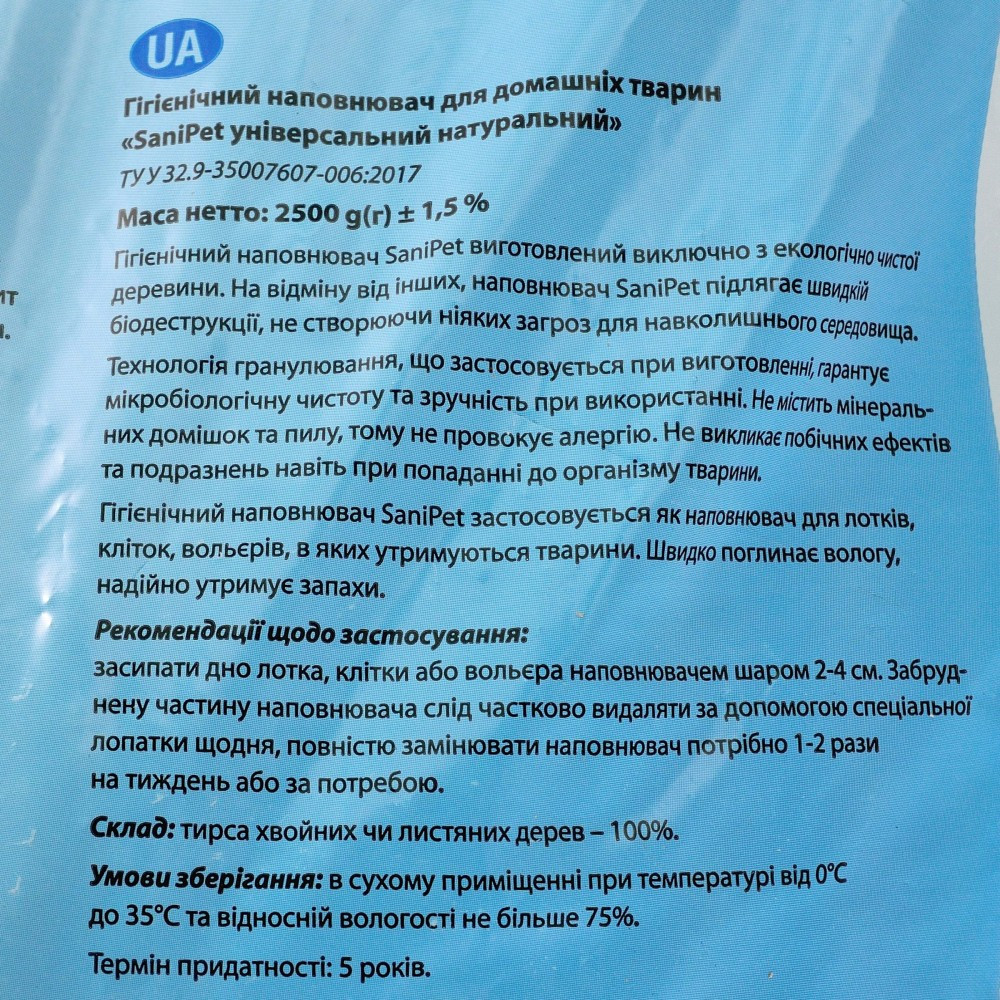 UA
Гігієнічний наповнювач для домашніх тварин
«SaniPet універсальний натуральний»
ТУ У 32.9-35007607-006:2017
Маса нетто: 2500 g(г) ± 1,5 %
Гігієнічний наповнювач SaniPet виготовлений виключно з екологічно чистої
деревини. На відміну від інших, наповнювач SaniPet підлягає швидкій
біодеструкції, не створюючи ніяких загроз для навколишнього середовища.
Технологія гранулювання, що застосовується при виготовленні, гарантує
мікробіологічну чистоту та зручність при використанні. Не містить мінераль-
них домішок та пилу, тому не провокує алергію. Не викликає побічних ефектів
та подразнень навіть при попаданні до організму тварини.
Гігієнічний наповнювач SaniPet застосовується як наповнювач для лотків,
кліток, вольєрів, в яких утримуються тварини. Швидко поглинає вологу,
надійно утримує запахи.
Рекомендації щодо застосування:
засипати дно лотка, клітки або вольєра наповнювачем шаром 2-4 см. Забруд-
нену частину наповнювача слід частково видаляти за допомогою спеціальної
лопатки щодня, повністю замінювати наповнювач потрібно 1-2 рази
на тиждень або за потребою.
Склад: тирса хвойних чи листяних дерев – 100%.
Умови зберігання: в сухому приміщенні при температурі від 0°С
до 35°С та відносній вологості не більше 75%.
Термін придатності: 5 років.